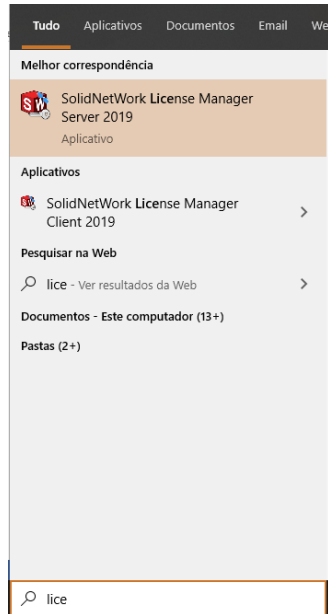 Tudo Aplicativos Documentos Email We
Melhor correspondência
SolidNetWork License Manager
Server 2019
Aplicativo
Aplicativos
SolidNetWork License Manager
Client 2019
Pesquisar na Web
lice - Ver resultados da Web
Documentos - Este computador (13+)
Pastas (2+)
lice